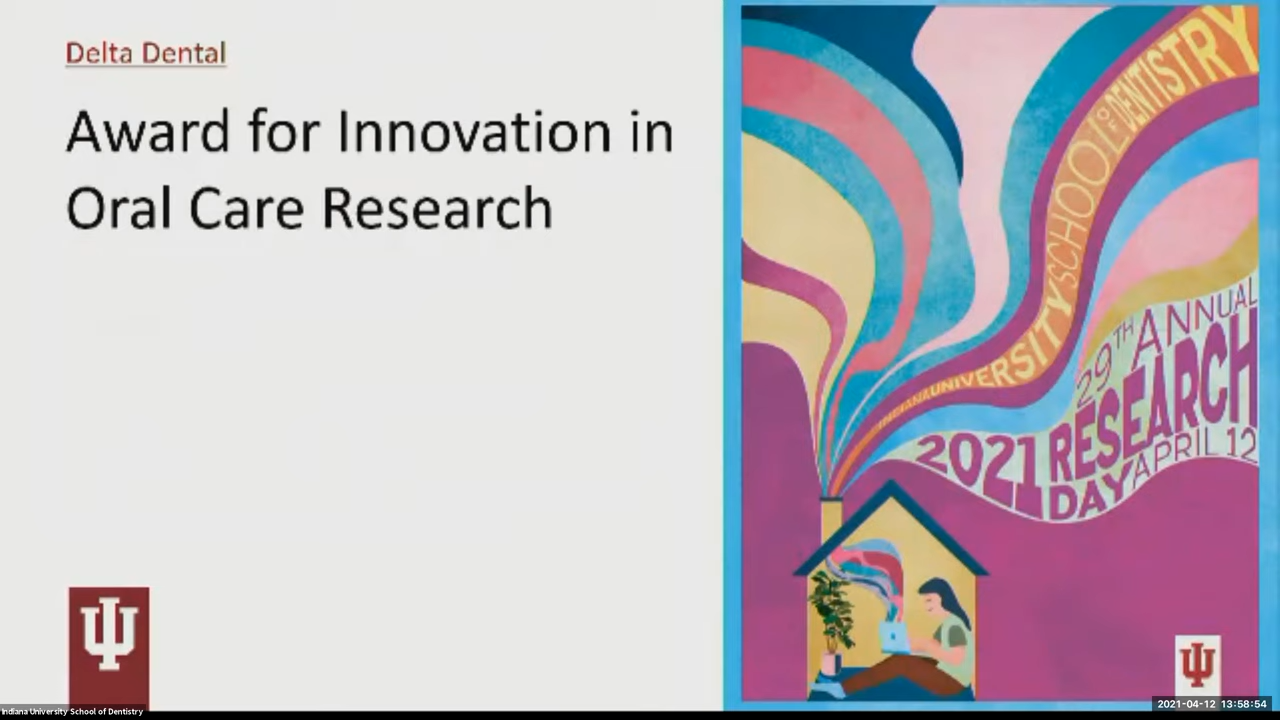 Delta Dental
Award for Innovation in
Oral Care Research
INDIANA UNIVERSITY SCHOOL OF DENTISTRY
29TH ANNUAL
2021 RESEARCH
DAY APRIL 12
Indiana University School of Dentistry
2021-04-12 13:58:54